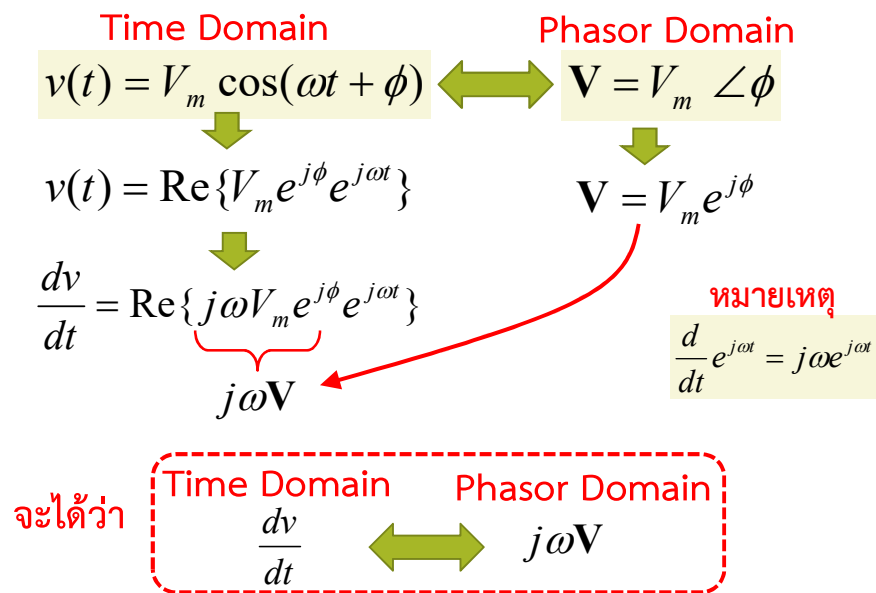 Time Domain Phasor Domain
v(t) = V_m cos(ωt + ϕ) V = V_m ∠ϕ
v(t) = Re{V_m e^{jϕ} e^{jωt}} V = V_m e^{jϕ}
dv/dt = Re{jωV_m e^{jϕ} e^{jωt}}
jωV
หมายเหตุ
d/dt e^{jωt} = jωe^{jωt}
จะได้ว่า
Time Domain Phasor Domain
dv/dt jωV